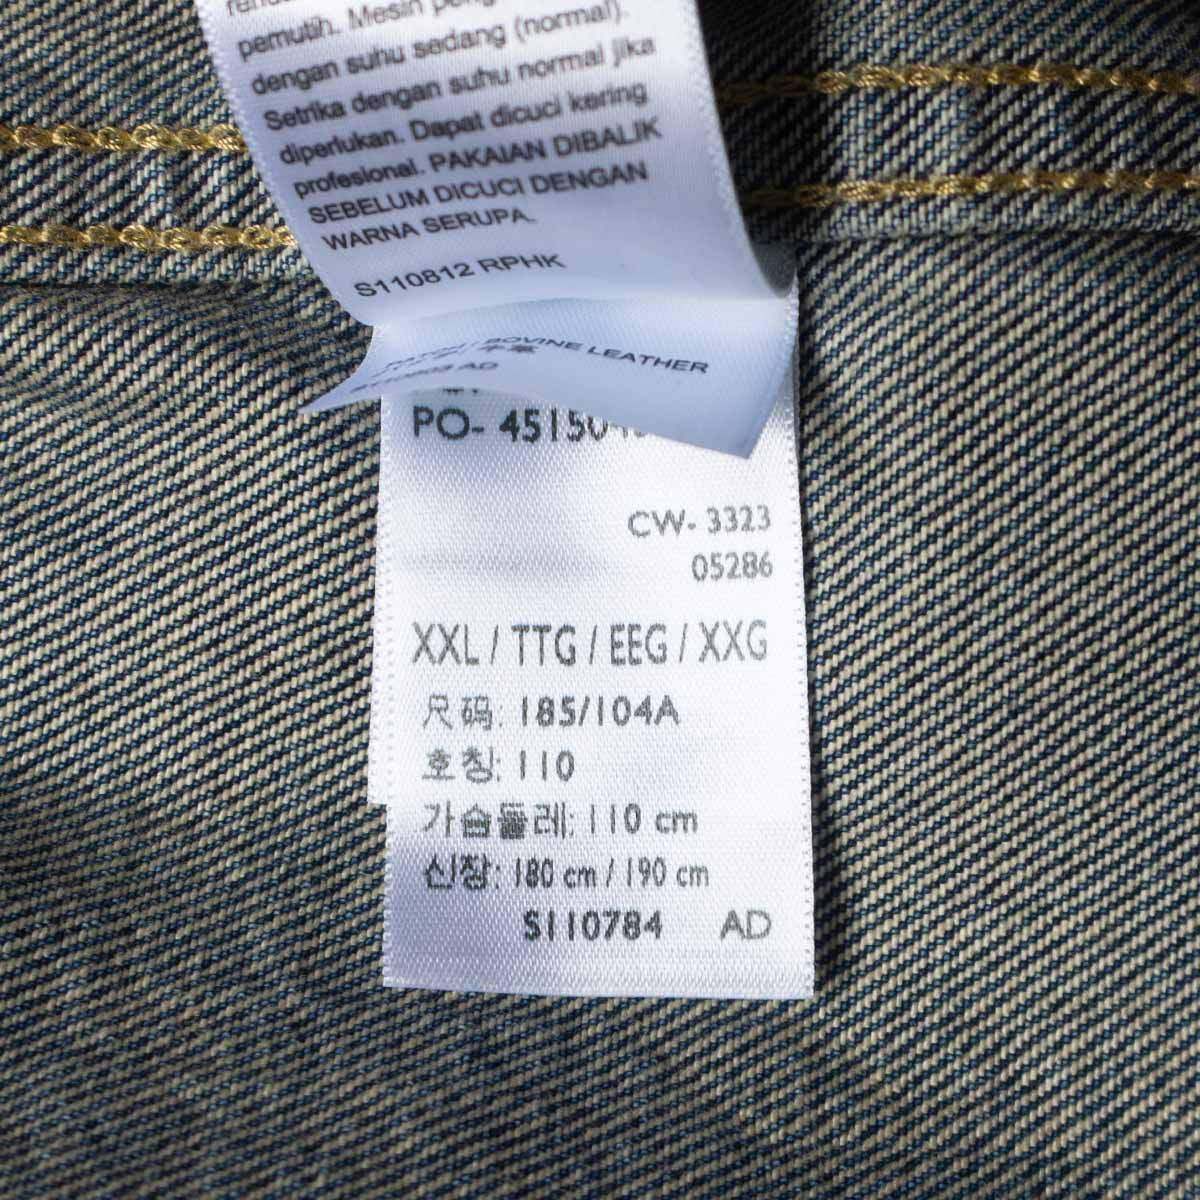 pemutih. Mesin
dengan suhu sedang (normal).
Setrika dengan suhu normal jika
diperlukan. Dapat dicuci kering
profesional. PAKAIAN DIBALIK
SEBELUM DICUCI DENGAN
WARNA SERUPA.
S110812 RPHK
BOVINE LEATHER
AD
PO- 45150
CW- 3323
05286
XXL / TTG / EEG / XXG
尺码: 185/104A
호칭: 110
가슴둘레: 110 cm
신장: 180 cm / 190 cm
S110784 AD